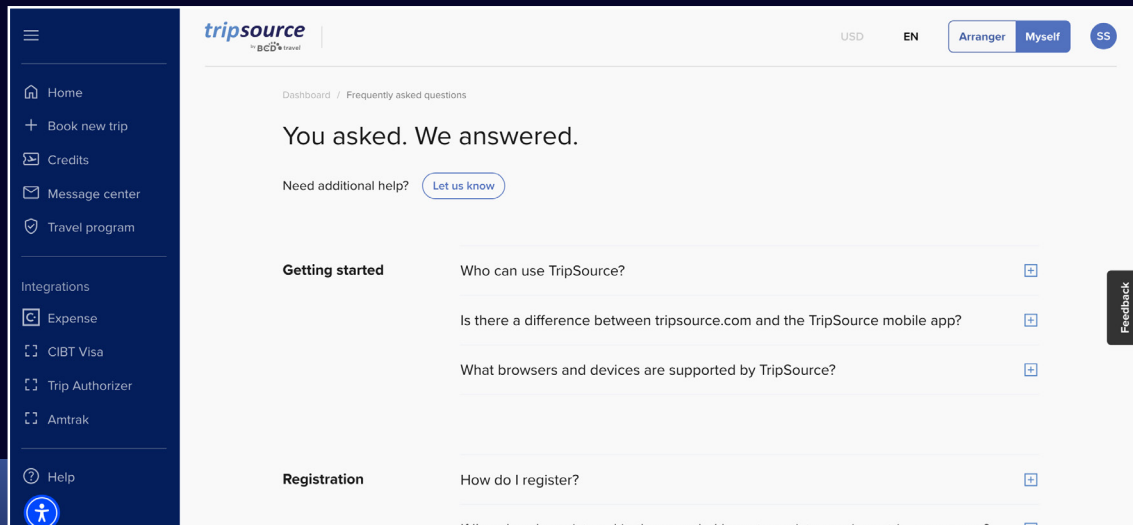 tripsource
by BCD travel
USD
EN
Arranger
Myself
SS
Home
Book new trip
Credits
Message center
Travel program
Integrations
Expense
CIBT Visa
Trip Authorizer
Amtrak
Help
Dashboard / Frequently asked questions
You asked. We answered.
Need additional help? Let us know
Getting started
Who can use TripSource?
Is there a difference between tripsource.com and the TripSource mobile app?
What browsers and devices are supported by TripSource?
Registration
How do I register?
Feedback